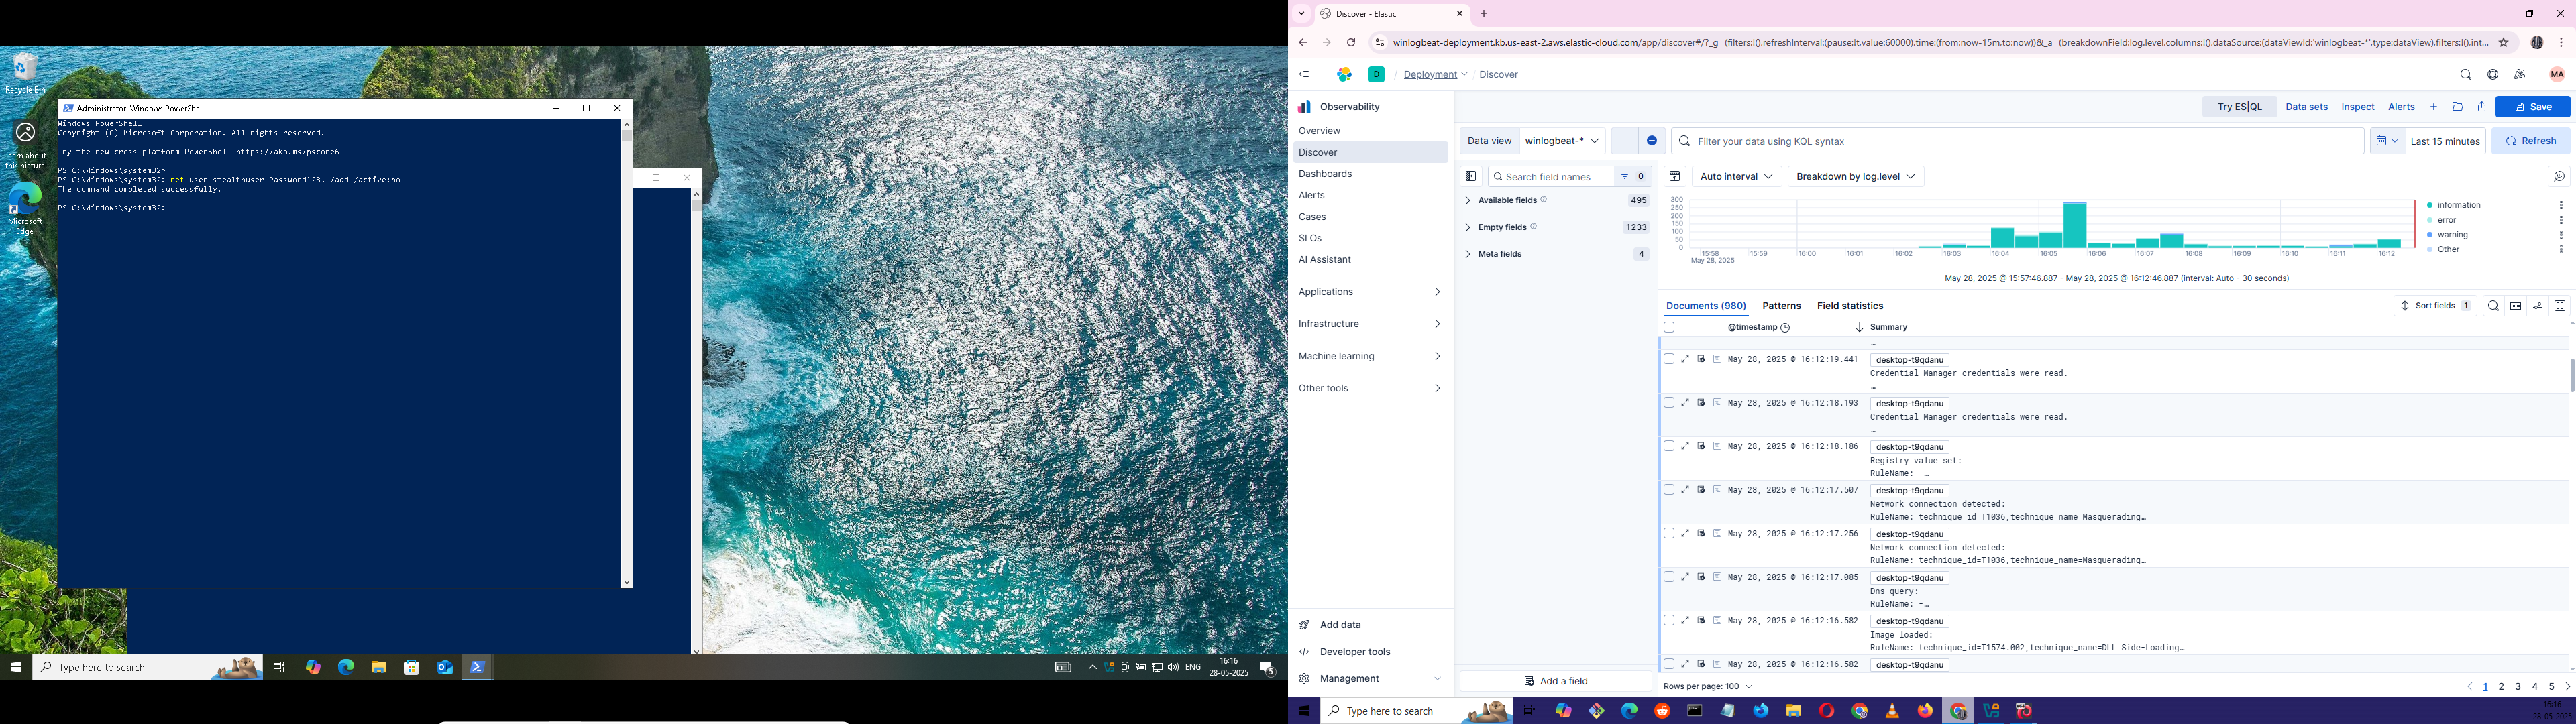 Recycle Bin
Learn about
this picture
Microsoft
Edge
Administrator: Windows PowerShell
Windows PowerShell
Copyright (C) Microsoft Corporation. All rights reserved.
Try the new cross-platform PowerShell https://aka.ms/pscore6
PS C:\Windows\system32>
PS C:\Windows\system32> net user stealthuser Password123! /add /active:no
The command completed successfully.
PS C:\Windows\system32>
Type here to search
ENG
16:16
28-05-2025
5
Discover - Elastic
winlogbeat-deployment.kb.us-east-2.aws.elastic-cloud.com/app/discover#/?_g=(filters:!(),refreshInterval:(pause:!t,value:60000),time:(from:now-15m,to:now))&_a=(breakdownField:log.level,columns:!(),dataSource:(dataViewId:'winlogbeat-*',type:dataView),filters:!(),int...
D / Deployment / Discover
MA
Observability
Overview
Discover
Dashboards
Alerts
Cases
SLOs
AI Assistant
Applications
Infrastructure
Machine learning
Other tools
Add data
Developer tools
Management
Try ES|QL Data sets Inspect Alerts Save
Data view winlogbeat-* Filter your data using KQL syntax Last 15 minutes Refresh
Search field names 0
Available fields 495
Empty fields 1233
Meta fields 4
Add a field
Auto interval Breakdown by log.level
300
250
200
150
100
50
0
15:58 15:59 16:00 16:01 16:02 16:03 16:04 16:05 16:06 16:07 16:08 16:09 16:10 16:11 16:12
May 28, 2025
information
error
warning
Other
May 28, 2025 @ 15:57:46.887 - May 28, 2025 @ 16:12:46.887 (interval: Auto - 30 seconds)
Documents (980) Patterns Field statistics Sort fields 1
@timestamp Summary
…
May 28, 2025 @ 16:12:19.441 desktop-t9qdanu
Credential Manager credentials were read.
…
May 28, 2025 @ 16:12:18.193 desktop-t9qdanu
Credential Manager credentials were read.
…
May 28, 2025 @ 16:12:18.186 desktop-t9qdanu
Registry value set:
RuleName: -…
May 28, 2025 @ 16:12:17.507 desktop-t9qdanu
Network connection detected:
RuleName: technique_id=T1036,technique_name=Masquerading…
May 28, 2025 @ 16:12:17.256 desktop-t9qdanu
Network connection detected:
RuleName: technique_id=T1036,technique_name=Masquerading…
May 28, 2025 @ 16:12:17.085 desktop-t9qdanu
Dns query:
RuleName: -…
May 28, 2025 @ 16:12:16.582 desktop-t9qdanu
Image loaded:
RuleName: technique_id=T1574.002,technique_name=DLL Side-Loading…
May 28, 2025 @ 16:12:16.582 desktop-t9qdanu
Rows per page: 100
1 2 3 4 5
Type here to search
16:16
28-05-2025